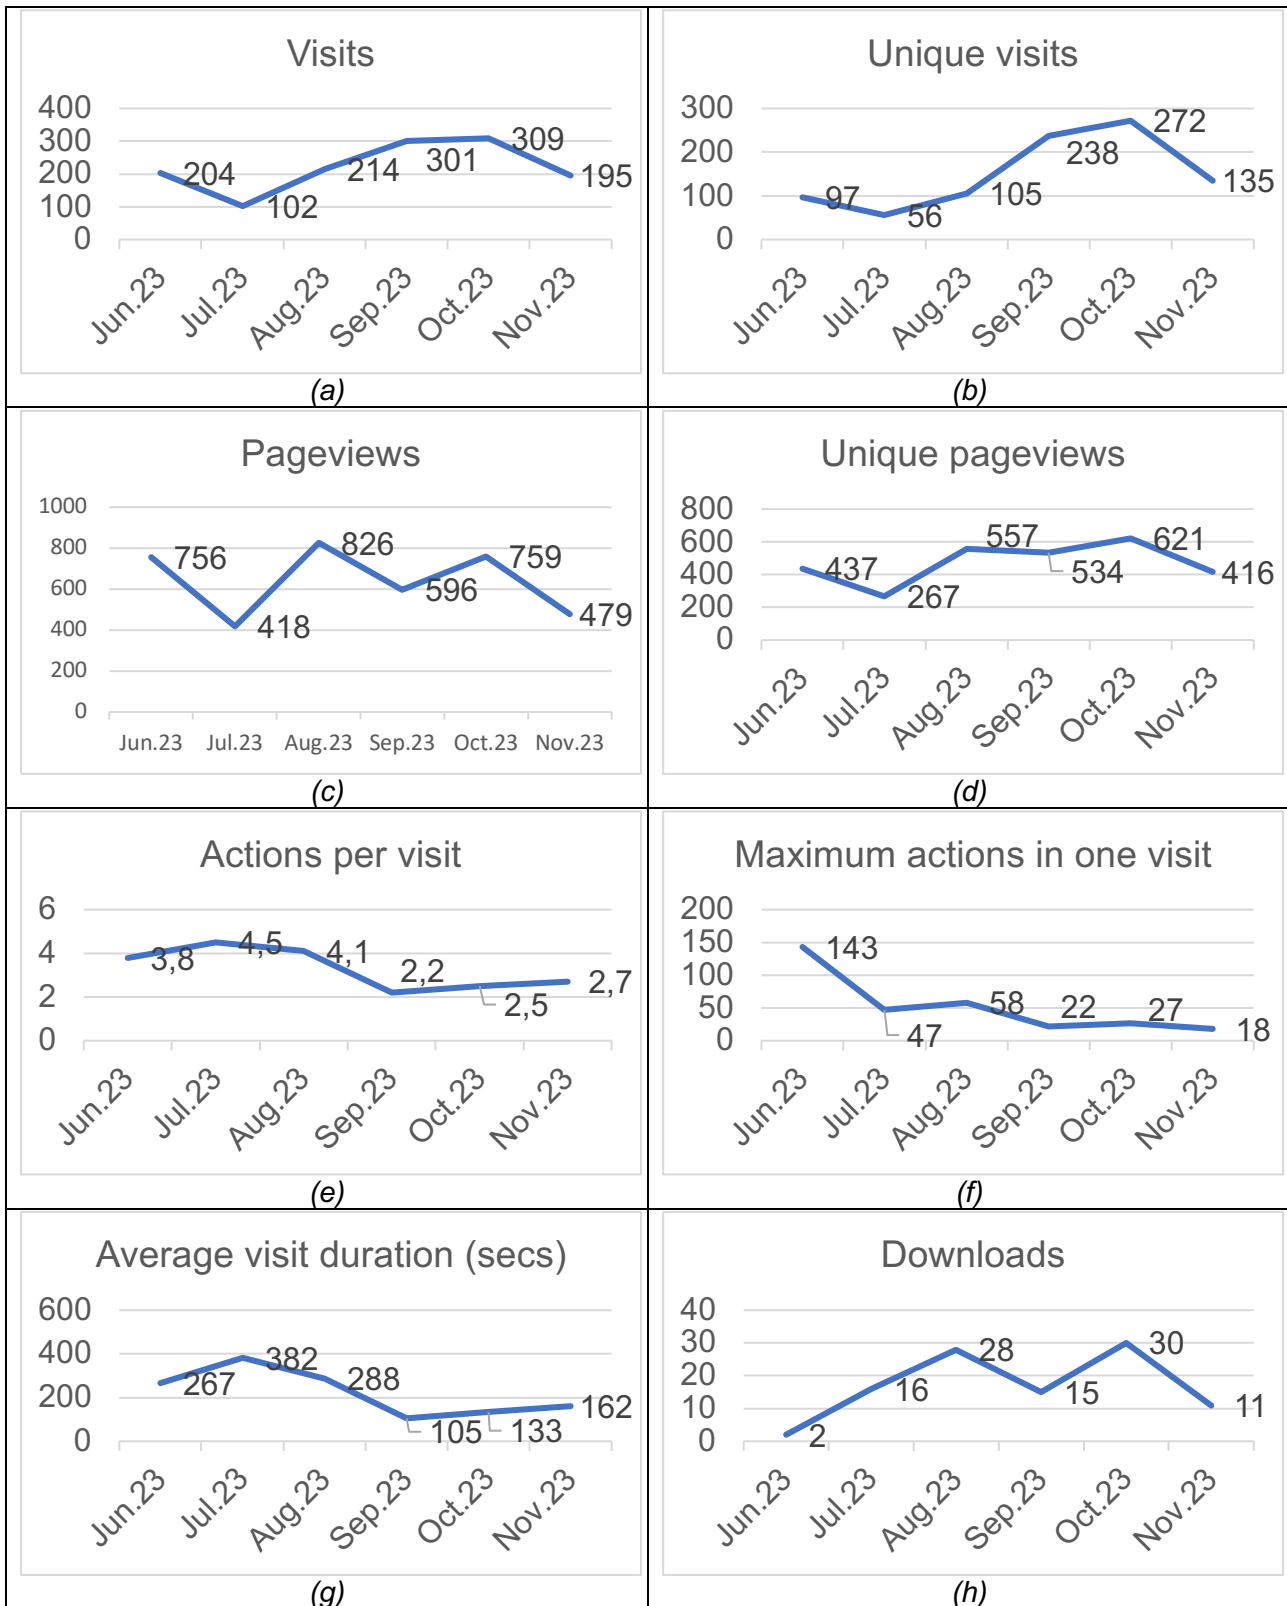 Visits
400
300
200
100
0
204
102
214
301
309
195
Jun.23
Jul.23
Aug.23
Sep.23
Oct.23
Nov.23
(a)
Unique visits
300
200
100
0
97
56
105
238
272
135
Jun.23
Jul.23
Aug.23
Sep.23
Oct.23
Nov.23
(b)
Pageviews
1000
800
600
400
200
0
756
418
826
596
759
479
Jun.23 Jul.23 Aug.23 Sep.23 Oct.23 Nov.23
(c)
Unique pageviews
800
600
400
200
0
437
267
557
534
621
416
Jun.23
Jul.23
Aug.23
Sep.23
Oct.23
Nov.23
(d)
Actions per visit
6
4
2
0
3,8
4,5
4,1
2,2
2,5
2,7
Jun.23
Jul.23
Aug.23
Sep.23
Oct.23
Nov.23
(e)
Maximum actions in one visit
200
150
100
50
0
143
47
58
22
27
18
Jun.23
Jul.23
Aug.23
Sep.23
Oct.23
Nov.23
(f)
Average visit duration (secs)
600
400
200
0
267
382
288
105
133
162
Jun.23
Jul.23
Aug.23
Sep.23
Oct.23
Nov.23
(g)
Downloads
40
30
20
10
0
2
16
28
15
30
11
Jun.23
Jul.23
Aug.23
Sep.23
Oct.23
Nov.23
(h)